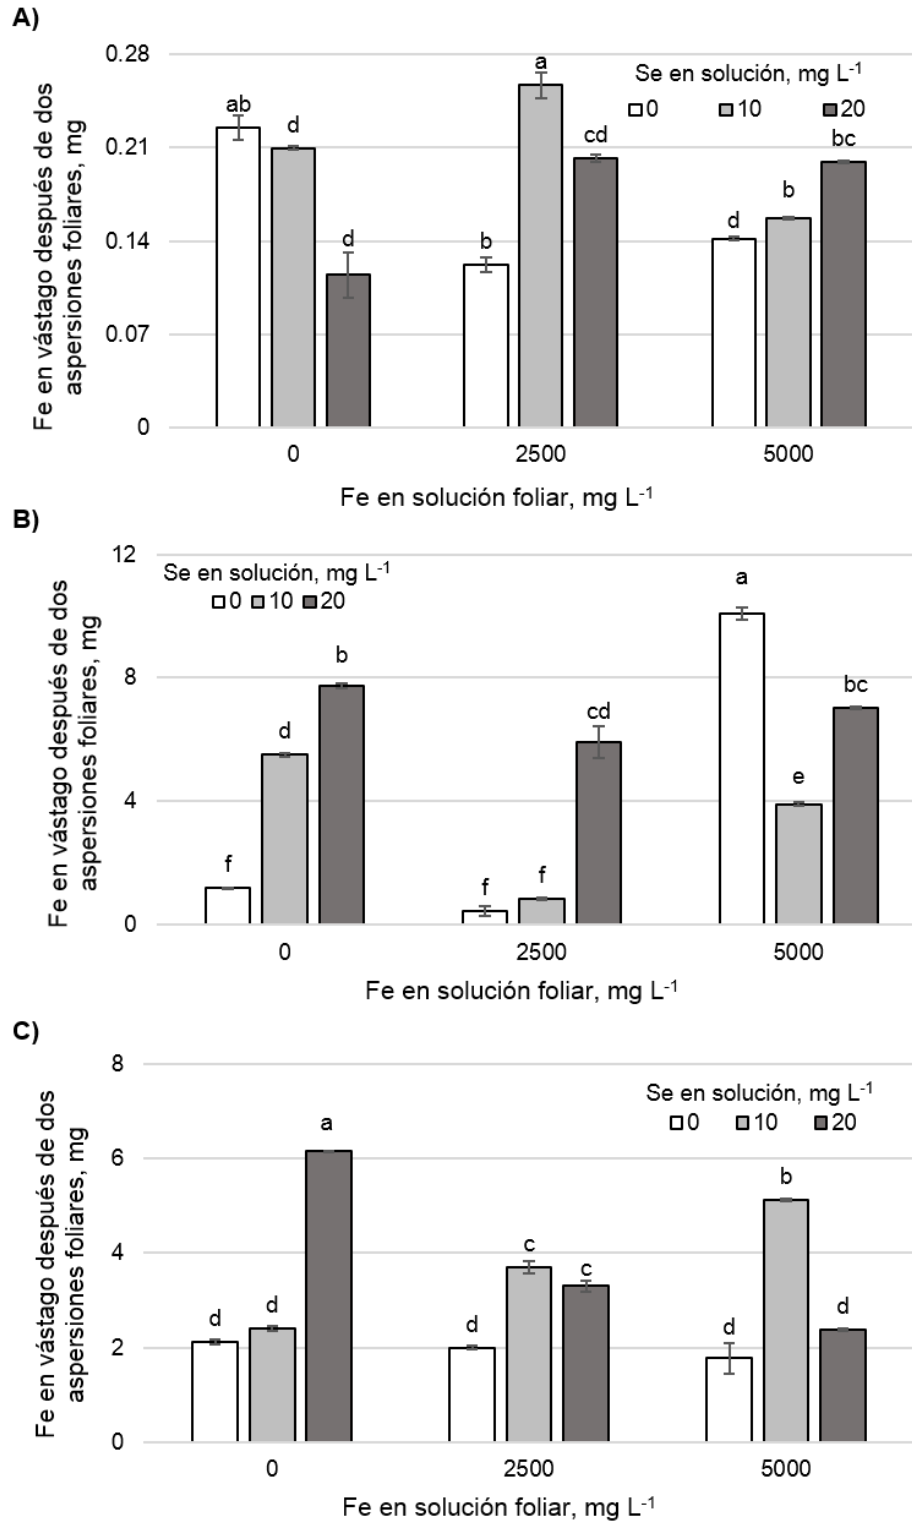 A)
Fe en vástago después de dos
aspersiones foliares, mg
0.28
0.21
0.14
0.07
0
Se en solución, mg L-1
0 10 20
ab
d
d
b
a
cd
d
b
bc
0 2500 5000
Fe en solución foliar, mg L-1
B)
Fe en vástago después de dos
aspersiones foliares, mg
12
8
4
0
Se en solución, mg L-1
0 10 20
f
d
b
f
f
cd
a
e
bc
0 2500 5000
Fe en solución foliar, mg L-1
C)
Fe en vástago después de dos
aspersiones foliares, mg
8
6
4
2
0
Se en solución, mg L-1
0 10 20
d
d
a
d
c
c
d
b
d
0 2500 5000
Fe en solución foliar, mg L-1